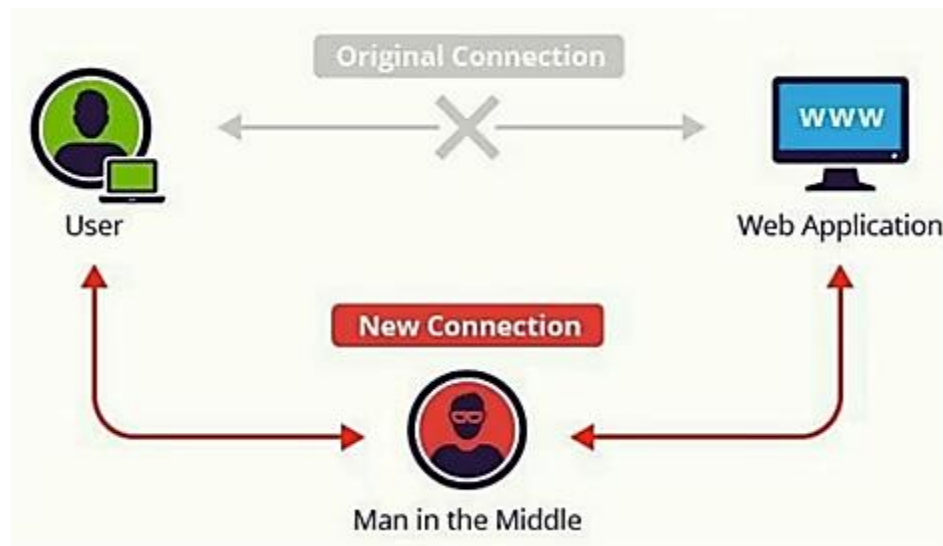 Original Connection
www
User
Web Application
New Connection
Man in the Middle